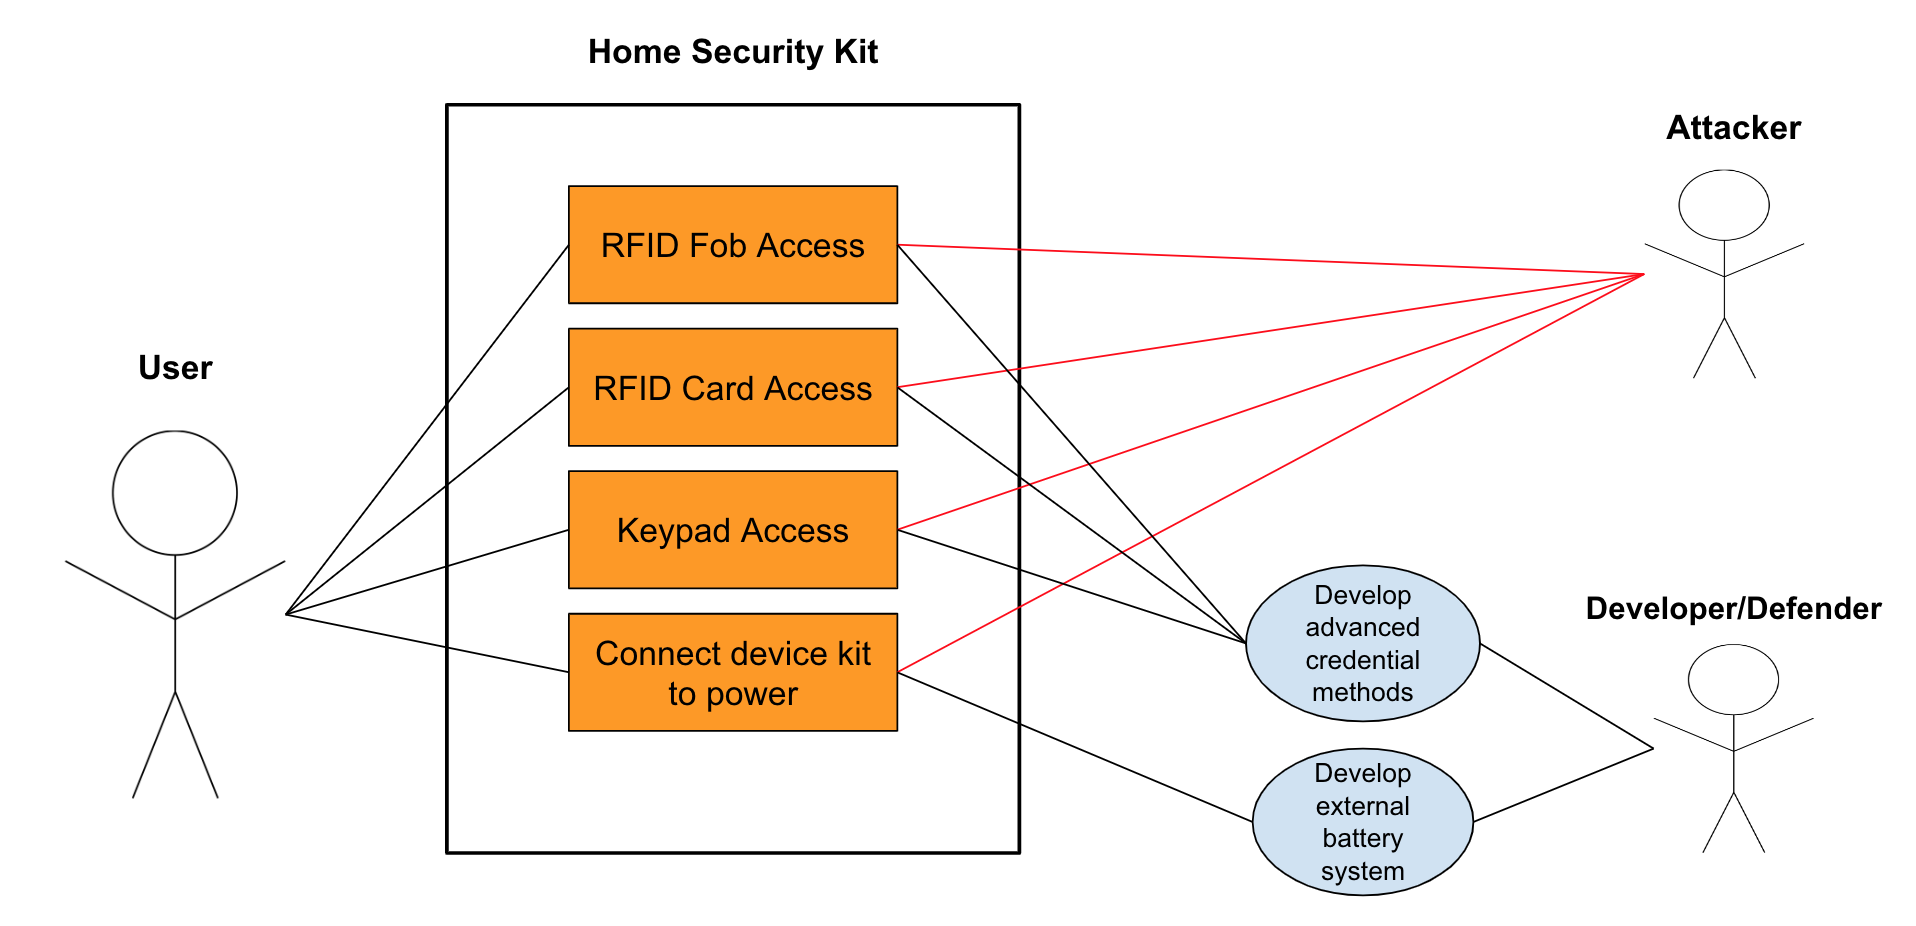 Home Security Kit
Attacker
RFID Fob Access
User
RFID Card Access
Keypad Access
Develop
advanced
credential
methods
Developer/Defender
Connect device kit
to power
Develop
external
battery
system